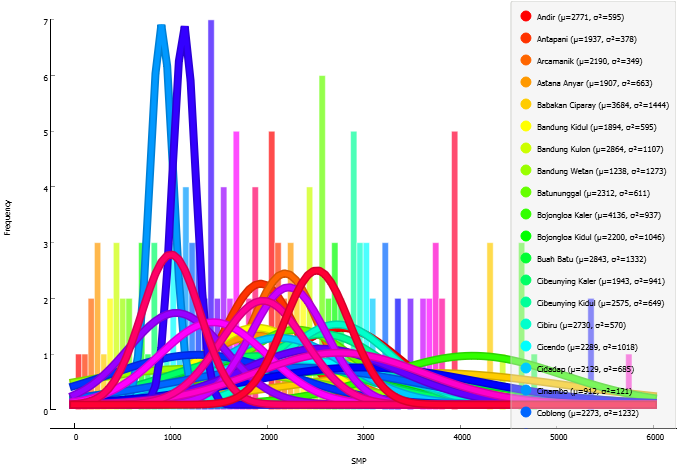 7
6
5
4
3
2
1
0
Frequency
0 1000 2000 3000 4000 5000 6000
SMP
Andir (μ=2771, σ²=595)
Antapani (μ=1937, σ²=378)
Arcamanik (μ=2190, σ²=349)
Astana Anyar (μ=1907, σ²=663)
Babakan Ciparay (μ=3684, σ²=1444)
Bandung Kidul (μ=1894, σ²=595)
Bandung Kulon (μ=2864, σ²=1107)
Bandung Wetan (μ=1238, σ²=1273)
Batununggal (μ=2312, σ²=611)
Bojongloa Kaler (μ=4136, σ²=937)
Bojongloa Kidul (μ=2200, σ²=1046)
Buah Batu (μ=2843, σ²=1332)
Cibeunying Kaler (μ=1943, σ²=941)
Cibeunying Kidul (μ=2575, σ²=649)
Cibiru (μ=2730, σ²=570)
Cicendo (μ=2289, σ²=1018)
Cidadap (μ=2129, σ²=685)
Cinambo (μ=912, σ²=121)
Coblong (μ=2273, σ²=1232)